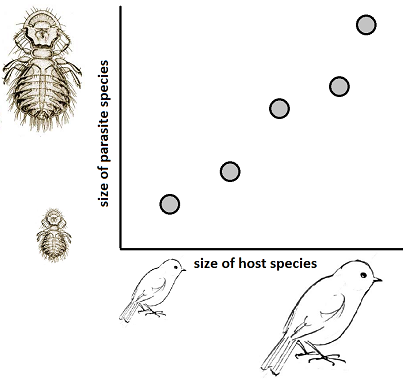 size of parasite species
size of host species